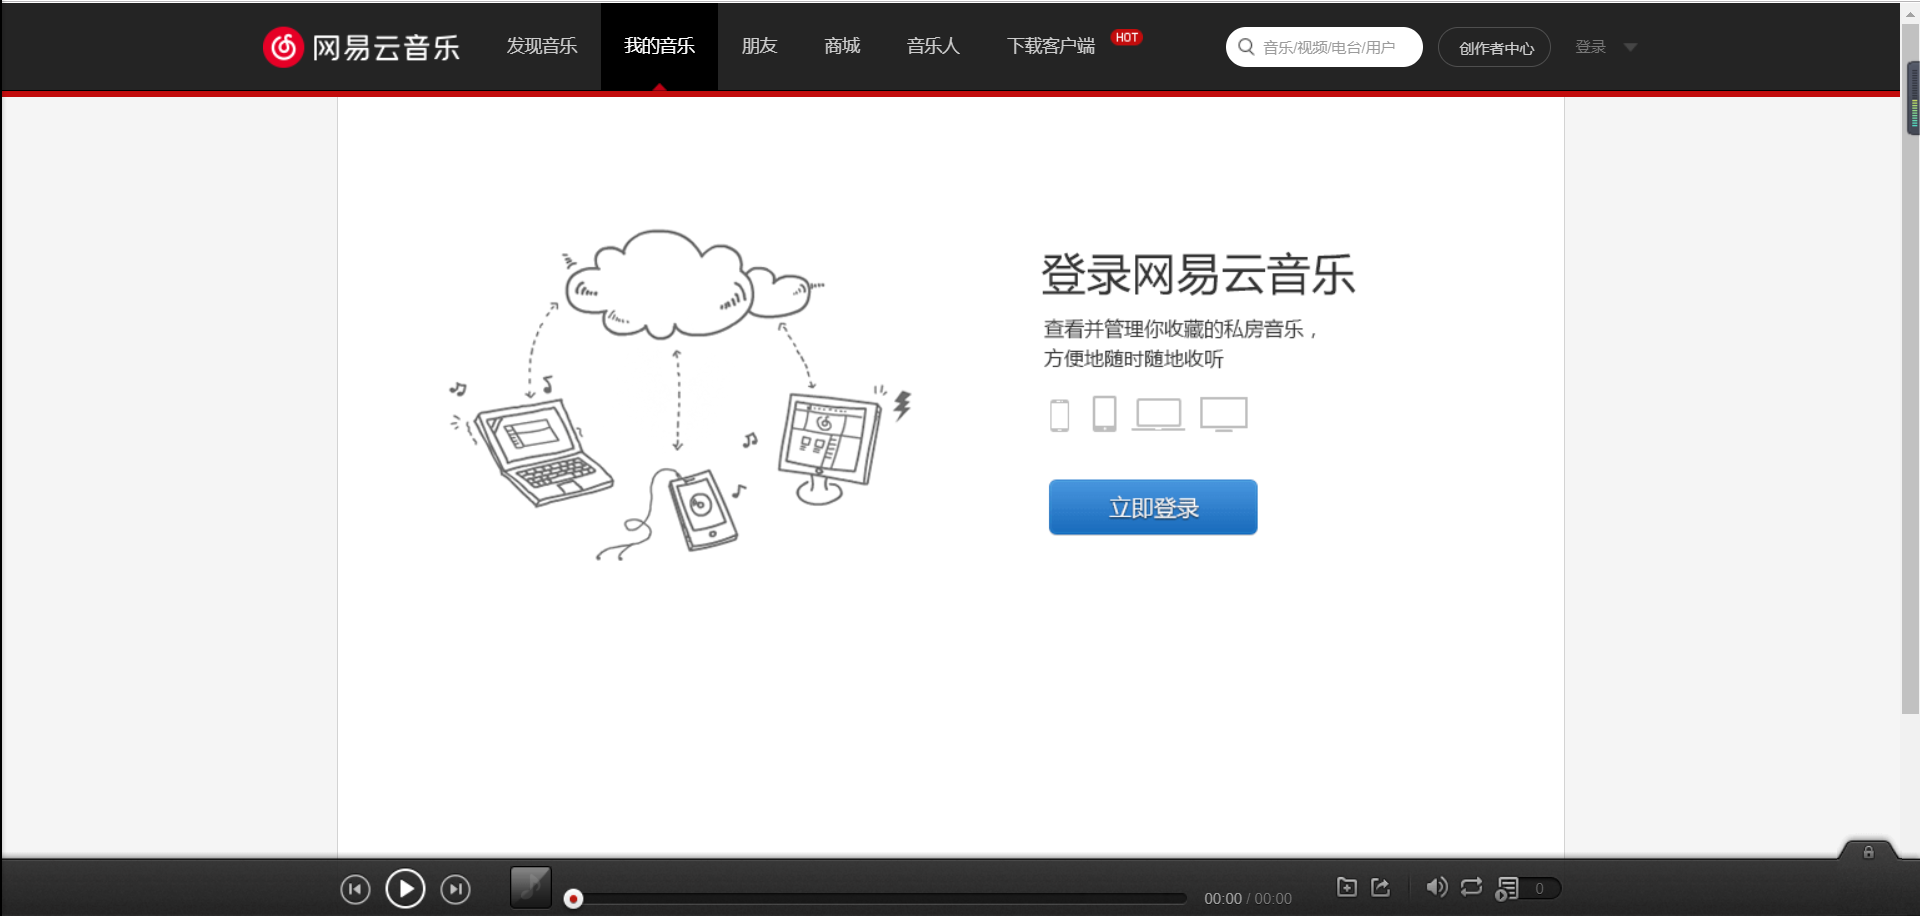 网易云音乐
发现音乐
我的音乐
朋友
商城
音乐人
下载客户端
HOT
音乐/视频/电台/用户
创作者中心
登录
登录网易云音乐
查看并管理你收藏的私房音乐，
方便地随时随地收听
立即登录
00:00 / 00:00
0